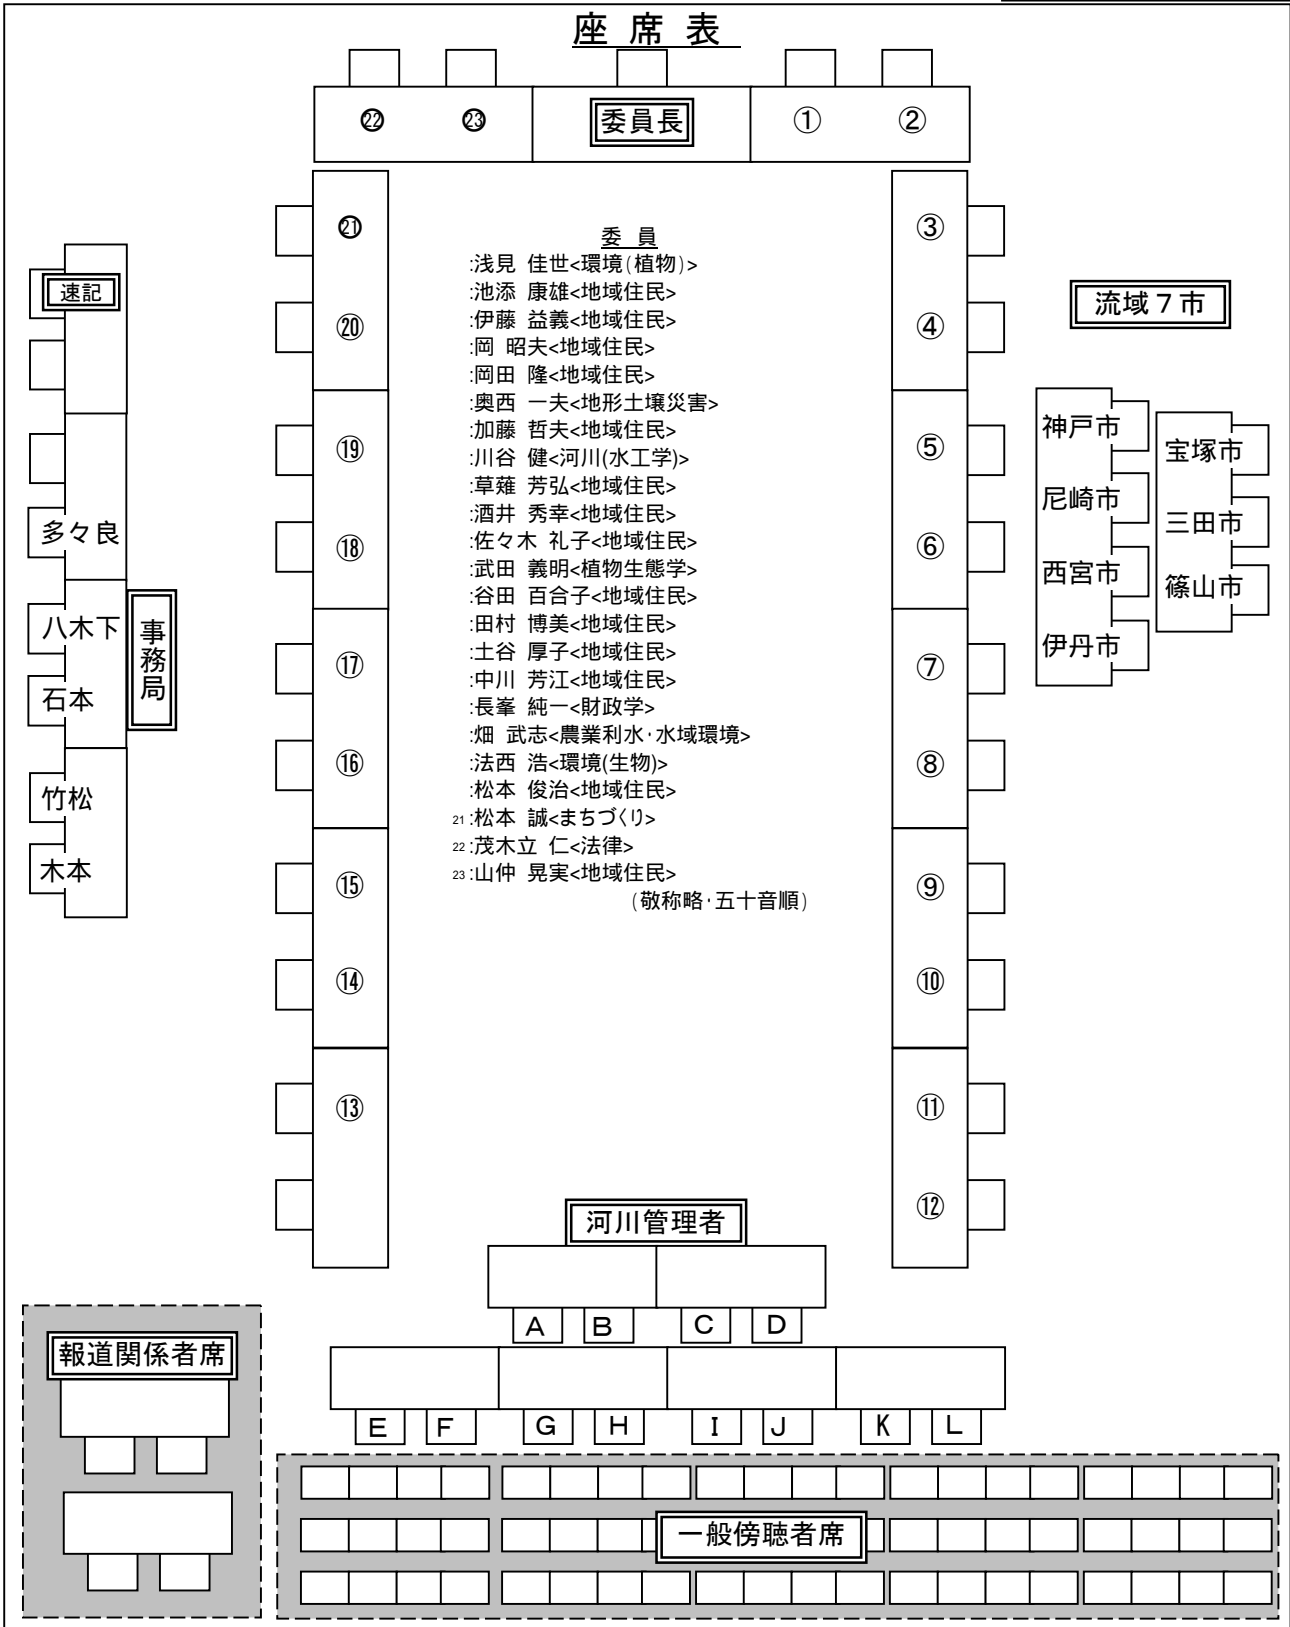 座 席 表
㉒ ㉓ 委員長 ① ②
㉑
⑳
⑲
⑱
⑰
⑯
⑮
⑭
⑬
③
④
⑤
⑥
⑦
⑧
⑨
⑩
⑪
⑫
速記
多々良
八木下
石本
竹松
木本
事務局
委 員
:浅見 佳世<環境(植物)>
:池添 康雄<地域住民>
:伊藤 益義<地域住民>
:岡 昭夫<地域住民>
:岡田 隆<地域住民>
:奥西 一夫<地形土壌災害>
:加藤 哲夫<地域住民>
:川谷 健<河川(水工学)>
:草薙 芳弘<地域住民>
:酒井 秀幸<地域住民>
:佐々木 礼子<地域住民>
:武田 義明<植物生態学>
:谷田 百合子<地域住民>
:田村 博美<地域住民>
:土谷 厚子<地域住民>
:中川 芳江<地域住民>
:長峯 純一<財政学>
:畑 武志<農業利水・水域環境>
:法西 浩<環境(生物)>
:松本 俊治<地域住民>
21:松本 誠<まちづくり>
22:茂木立 仁<法律>
23:山仲 晃実<地域住民>
(敬称略・五十音順)
流域7市
神戸市
尼崎市
西宮市
伊丹市
宝塚市
三田市
篠山市
河川管理者
A B C D
E F G H I J K L
報道関係者席
一般傍聴者席